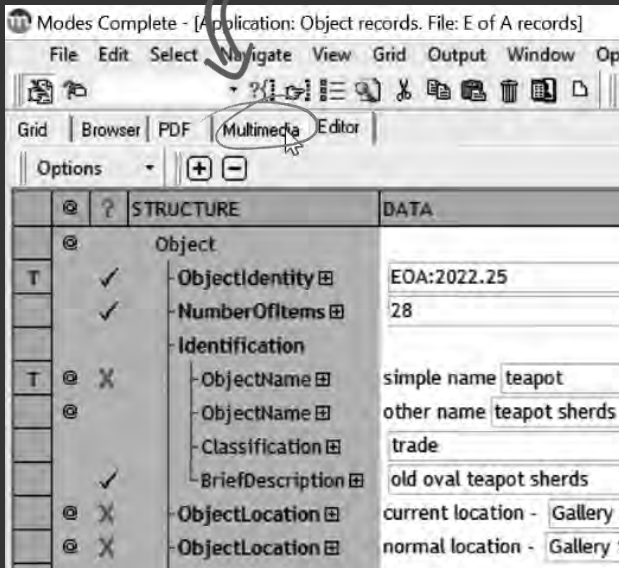 Modes Complete - [Application: Object records. File: E of A records]
File Edit Select Navigate View Grid Output Window Op
Grid Browser PDF Multimedia Editor
Options
@ ? STRUCTURE DATA
@ Object
T ✓ ObjectIdentity EOA:2022.25
✓ NumberOfItems 28
Identification
T @ X ObjectName simple name teapot
@ ObjectName other name teapot sherds
Classification trade
✓ BriefDescription old oval teapot sherds
@ X ObjectLocation current location - Gallery
@ X ObjectLocation normal location - Gallery